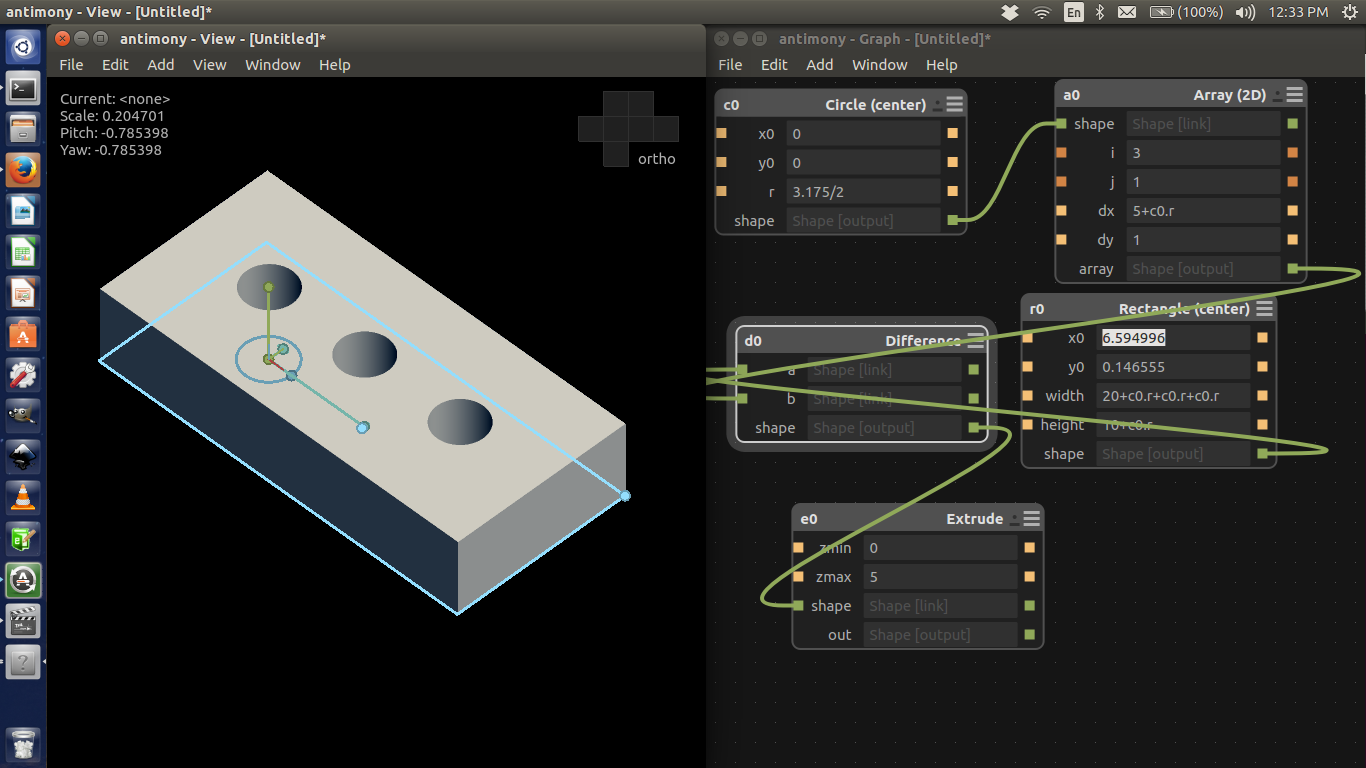 antimony - View - [Untitled]*
En
(100%)
12:33 PM
antimony - View - [Untitled]*
File Edit Add View Window Help
Current: <none>
Scale: 0.204701
Pitch: -0.785398
Yaw: -0.785398
ortho
antimony - Graph - [Untitled]*
File Edit Add Window Help
c0 Circle (center)
x0 0
y0 0
r 3.175/2
shape Shape [output]
a0 Array (2D)
shape Shape [link]
i 3
j 1
dx 5+c0.r
dy 1
array Shape [output]
d0 Difference
a Shape [link]
b Shape [link]
shape Shape [output]
r0 Rectangle (center)
x0 6.594996
y0 0.146555
width 20+c0.r+c0.r+c0.r
height 10+c0.r
shape Shape [output]
e0 Extrude
zmin 0
zmax 5
shape Shape [link]
out Shape [output]